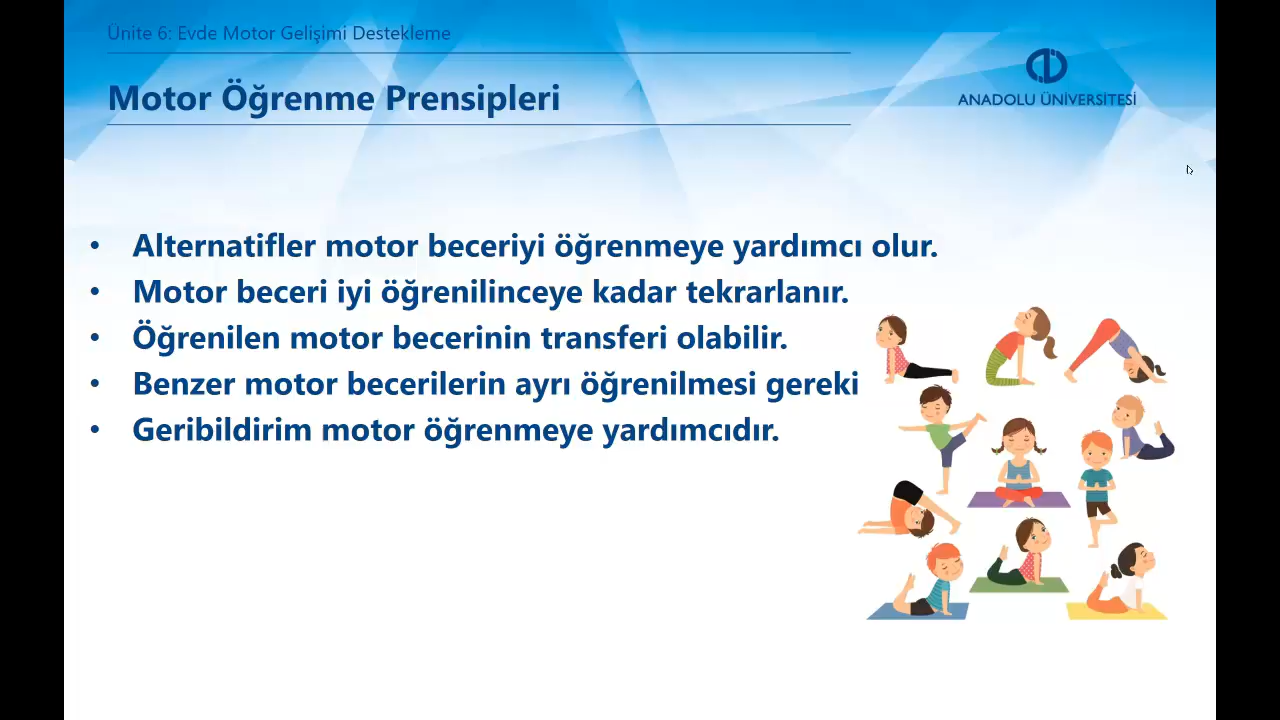 Ünite 6: Evde Motor Gelişimi Destekleme
Motor Öğrenme Prensipleri
ANADOLU ÜNİVERSİTESİ
• Alternatifler motor beceriyi öğrenmeye yardımcı olur.
• Motor beceri iyi öğrenilinceye kadar tekrarlanır.
• Öğrenilen motor becerinin transferi olabilir.
• Benzer motor becerilerin ayrı öğrenilmesi gereki
• Geribildirim motor öğrenmeye yardımcıdır.